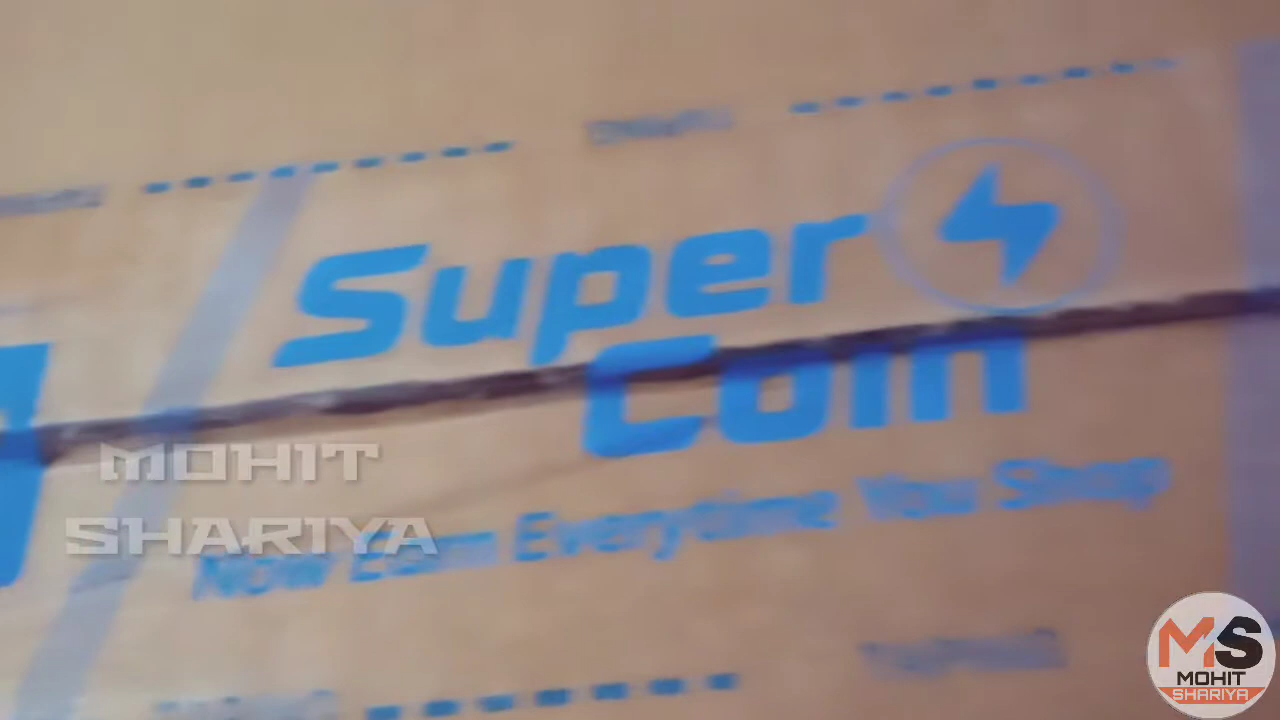 Super
Coin
Now Earn Everytime You Shop
MOHIT
SHARIYA
MS
MOHIT
SHARIYA